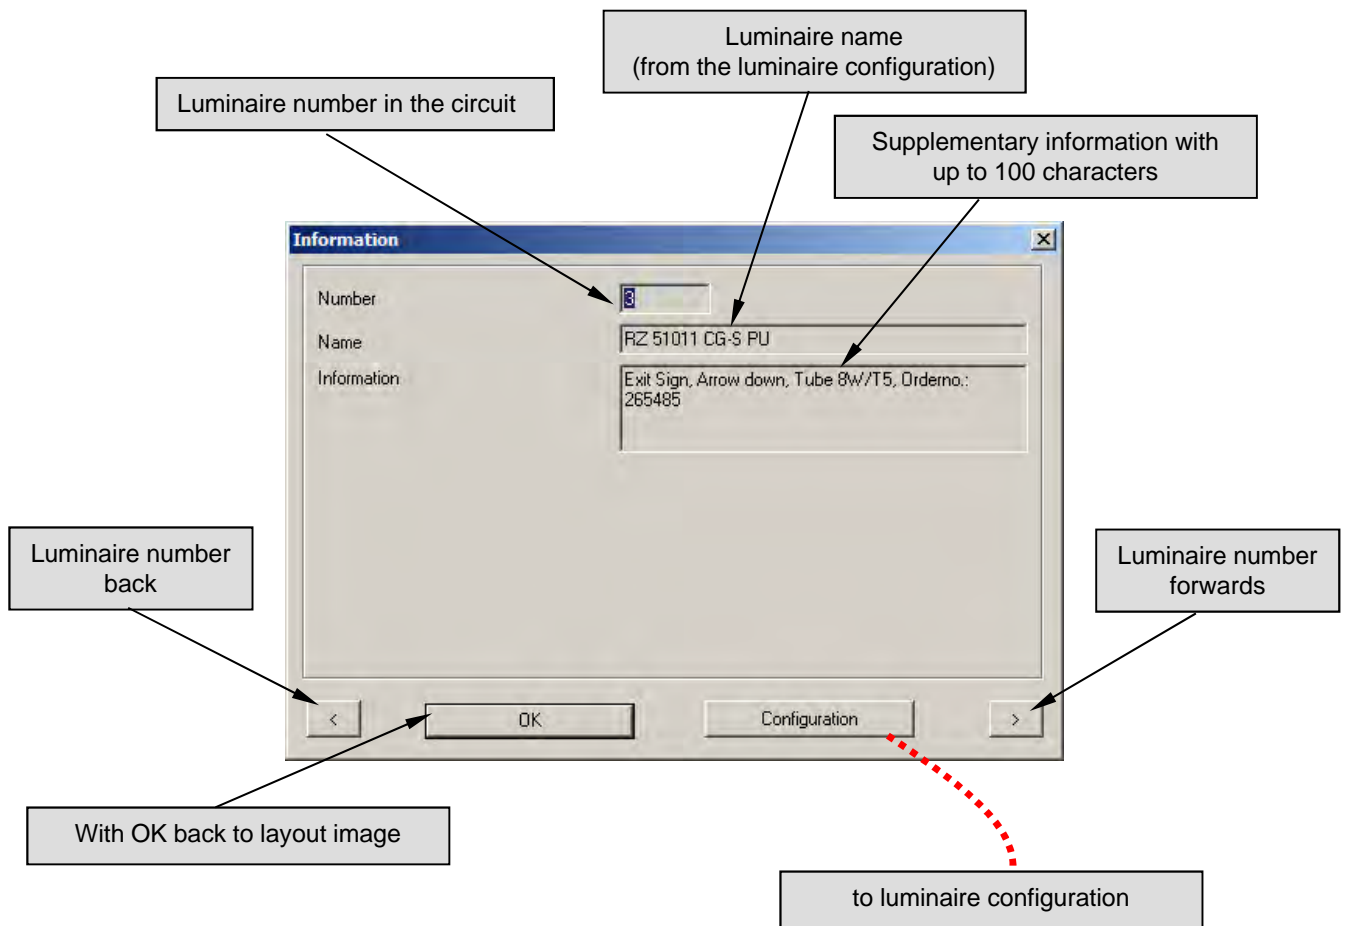 Luminaire name
(from the luminaire configuration)
Luminaire number in the circuit
Supplementary information with
up to 100 characters
Information
Number
3
Name
RZ 51011 CG-S PU
Information
Exit Sign, Arrow down, Tube 8W/T5, Orderno.:
265485
Luminaire number
back
Luminaire number
forwards
<
OK
Configuration
>
With OK back to layout image
to luminaire configuration